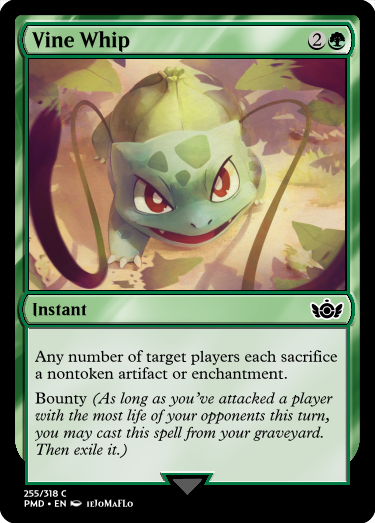 Vine Whip 2
Instant
Any number of target players each sacrifice
a nontoken artifact or enchantment.
Bounty (As long as you've attacked a player
with the most life of your opponents this turn,
you may cast this spell from your graveyard.
Then exile it.)
255/318 C
PMD • EN IEJOMAFLO